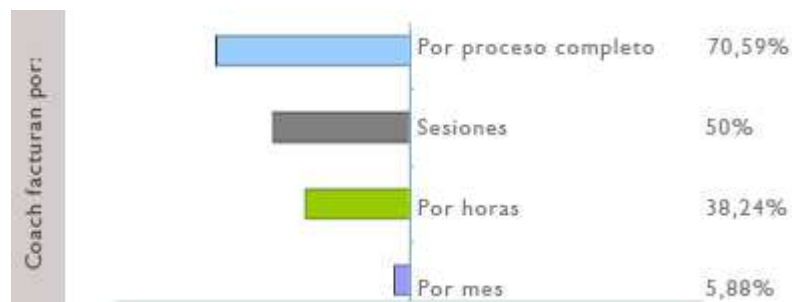 Coach facturan por:
Por proceso completo 70,59%
Sesiones 50%
Por horas 38,24%
Por mes 5,88%